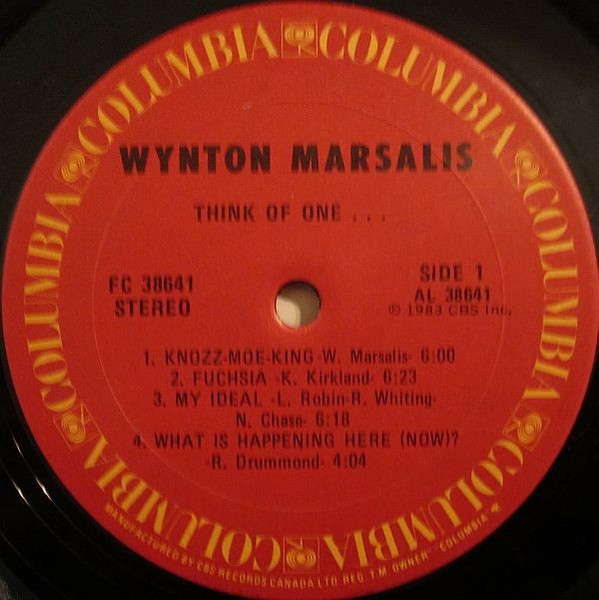 COLUMBIA COLUMBIA COLUMBIA COLUMBIA COLUMBIA COLUMBIA COLUMBIA
WYNTON MARSALIS
THINK OF ONE . . .
FC 38641
STEREO
SIDE 1
AL 38641
© 1983 CBS Inc.
1. KNOZZ-MOE-KING -W. Marsalis- 6:00
2. FUCHSIA -K. Kirkland- 6:23
3. MY IDEAL -L. Robin-R. Whiting-
N. Chase- 6:18
4. WHAT IS HAPPENING HERE (NOW)?
-R. Drummond- 4:04
MANUFACTURED BY CBS RECORDS CANADA LTD. REG. T.M. OWNER "COLUMBIA"